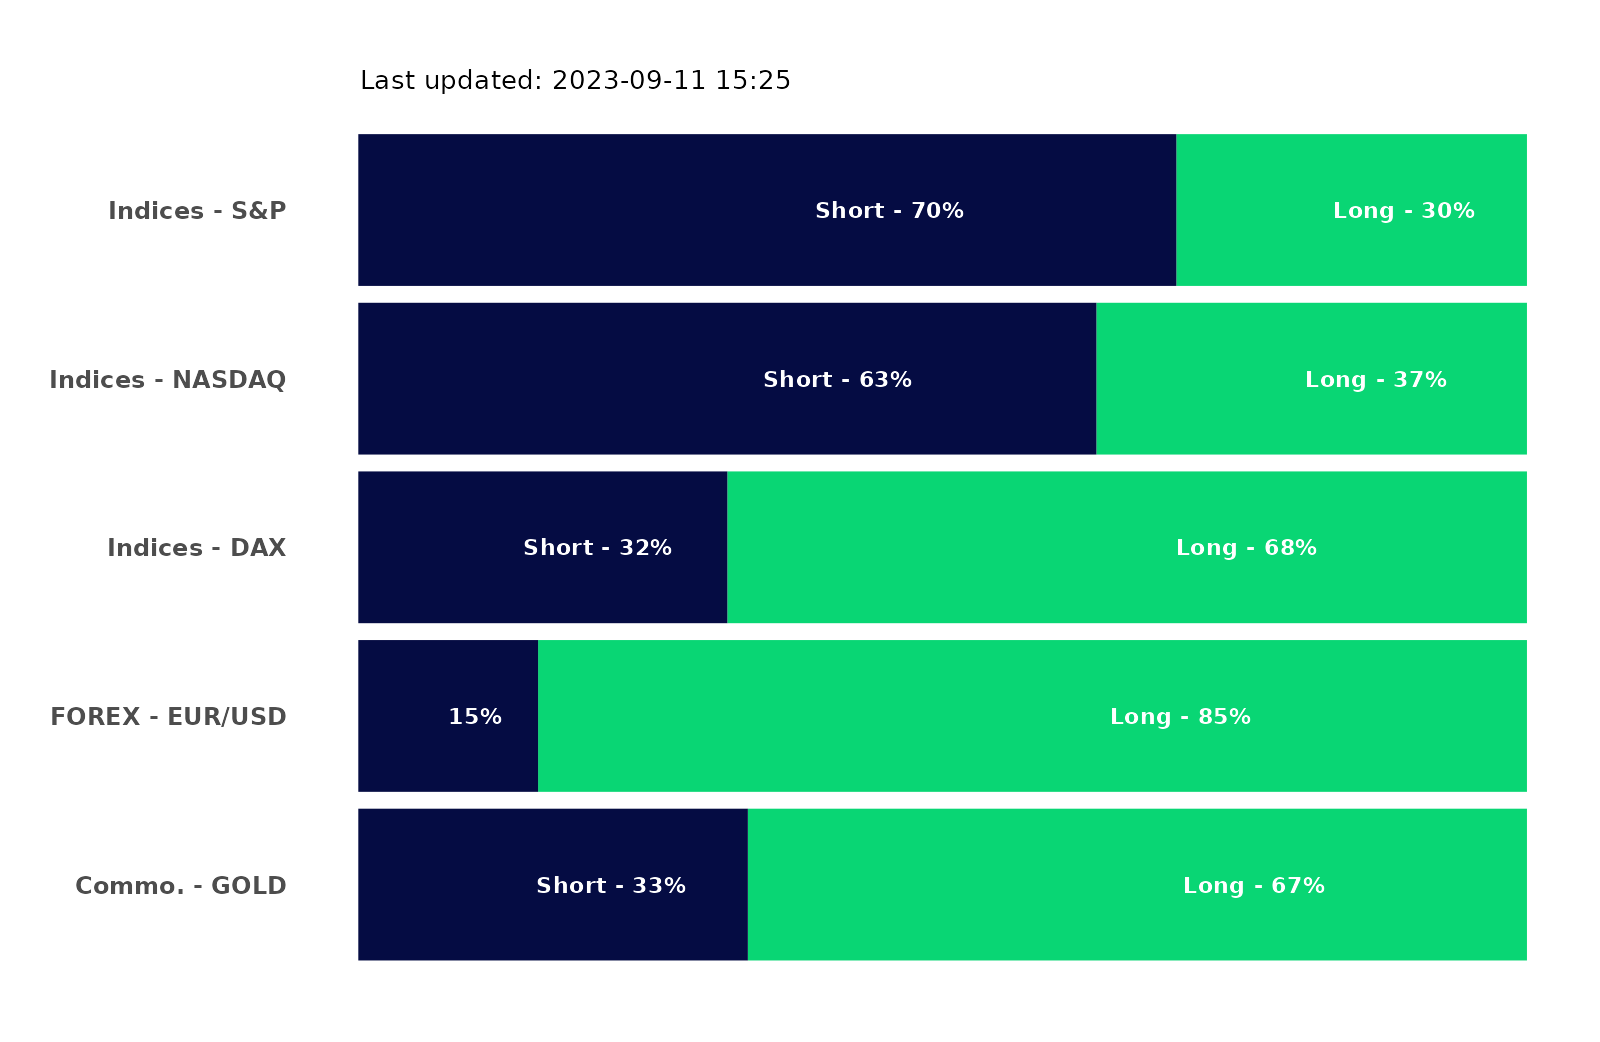 Last updated: 2023-09-11 15:25
Indices - S&P Short - 70% Long - 30%
Indices - NASDAQ Short - 63% Long - 37%
Indices - DAX Short - 32% Long - 68%
FOREX - EUR/USD 15% Long - 85%
Commo. - GOLD Short - 33% Long - 67%